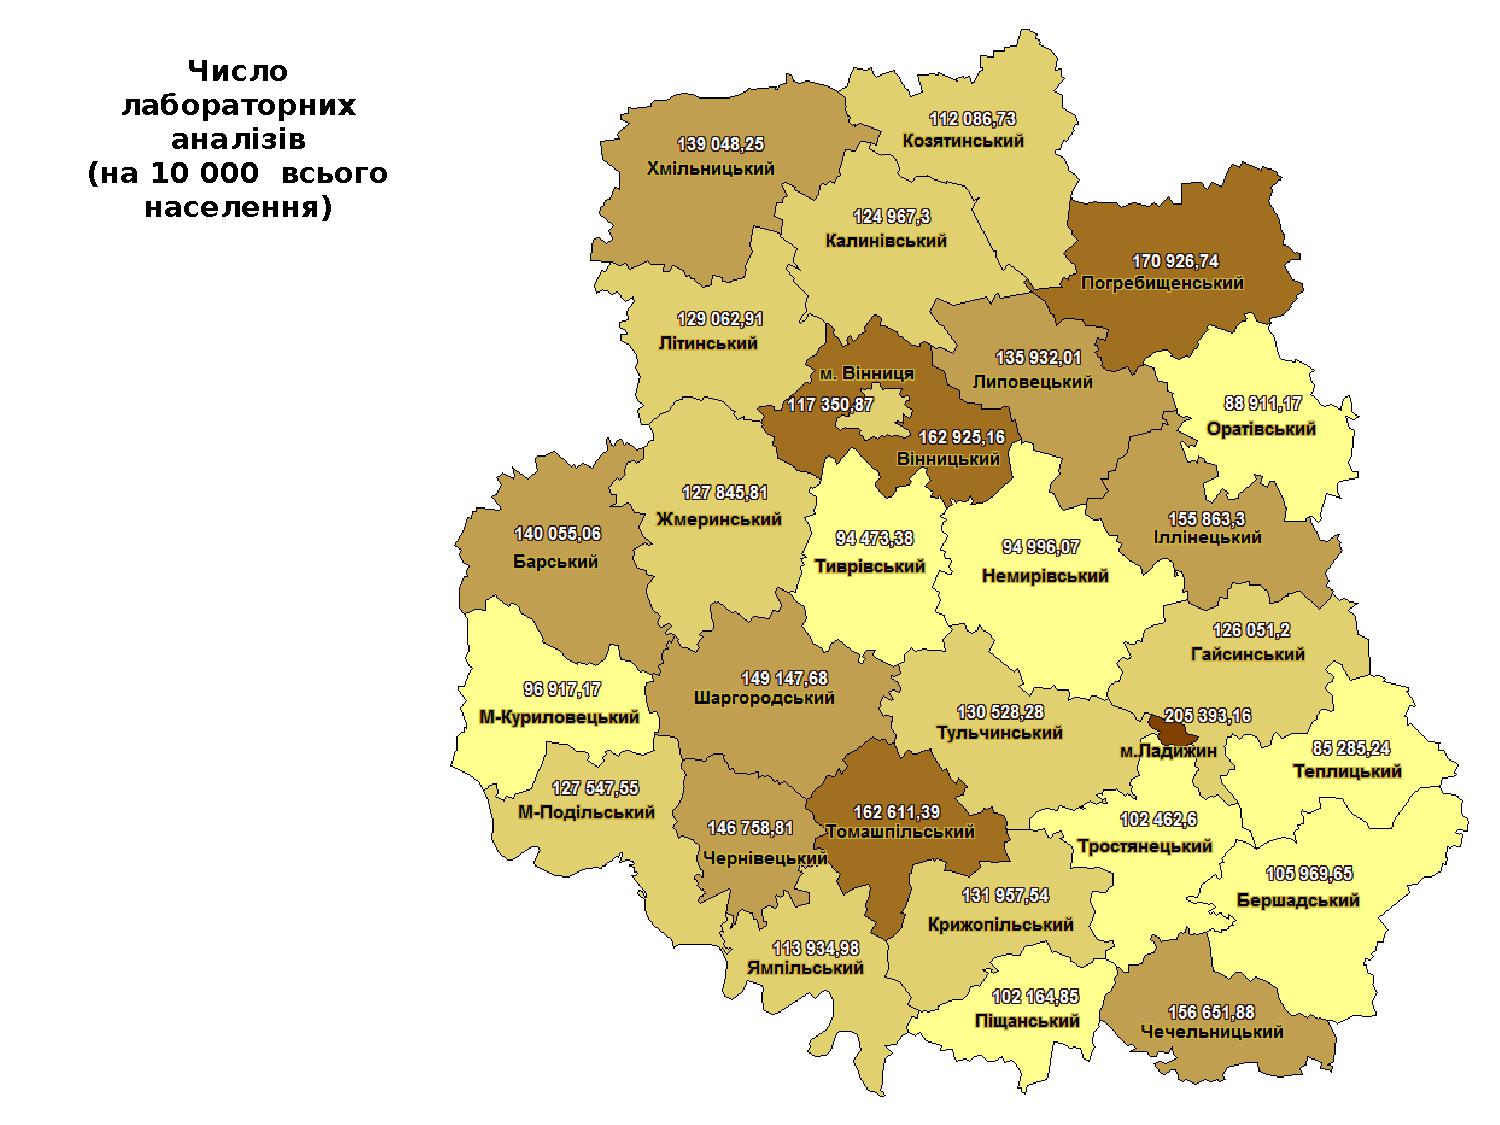 Число
лабораторних
аналізів
(на 10 000 всього
населення)
112 086,73
Козятинський
139 048,25
Хмільницький
124 967,3
Калинівський
170 926,74
Погребищенський
129 062,91
Літинський
135 932,01
Липовецький
м. Вінниця
117 350,87
88 911,17
Оратівський
162 925,16
Вінницький
127 845,81
Жмеринський
140 055,06
Барський
94 473,38
Тиврівський
94 996,07
Немирівський
155 863,3
Іллінецький
126 051,2
Гайсинський
96 917,17
М-Куриловецький
149 147,68
Шаргородський
130 528,28
Тульчинський
205 393,16
м.Ладижин
85 285,24
Теплицький
127 547,55
М-Подільський
146 758,81
Чернівецький
162 611,39
Томашпільський
102 462,6
Тростянецький
105 969,65
Бершадський
131 957,54
Крижопільський
113 934,98
Ямпільський
102 164,85
Піщанський
156 651,88
Чечельницький